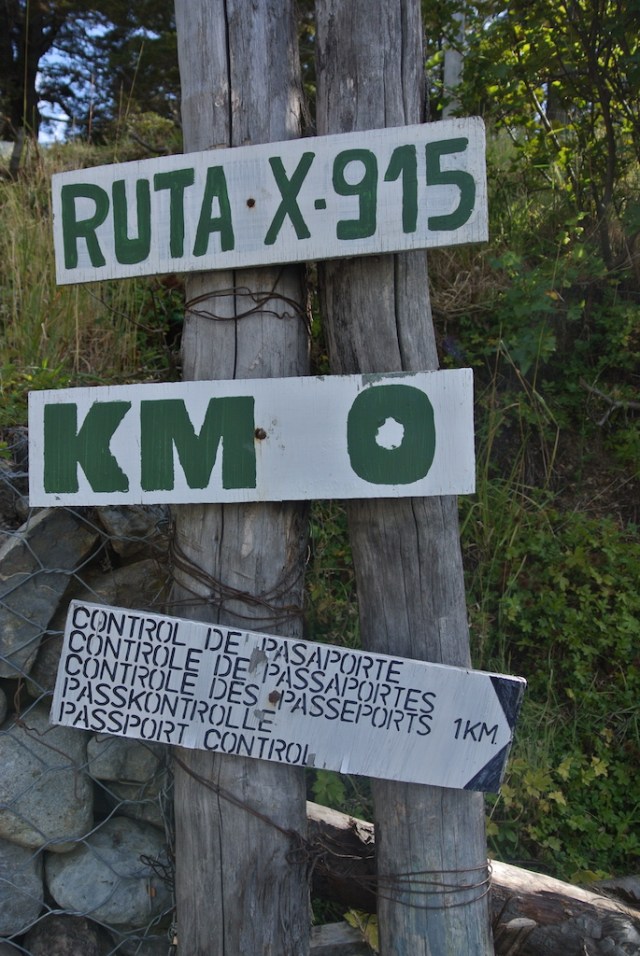 RUTA X-915
KM 0
CONTROL DE PASAPORTE
CONTROLE DE PASSAPORTES
CONTROLE DES PASSEPORTS
PASSKONTROLLE
PASSPORT CONTROL
1KM.